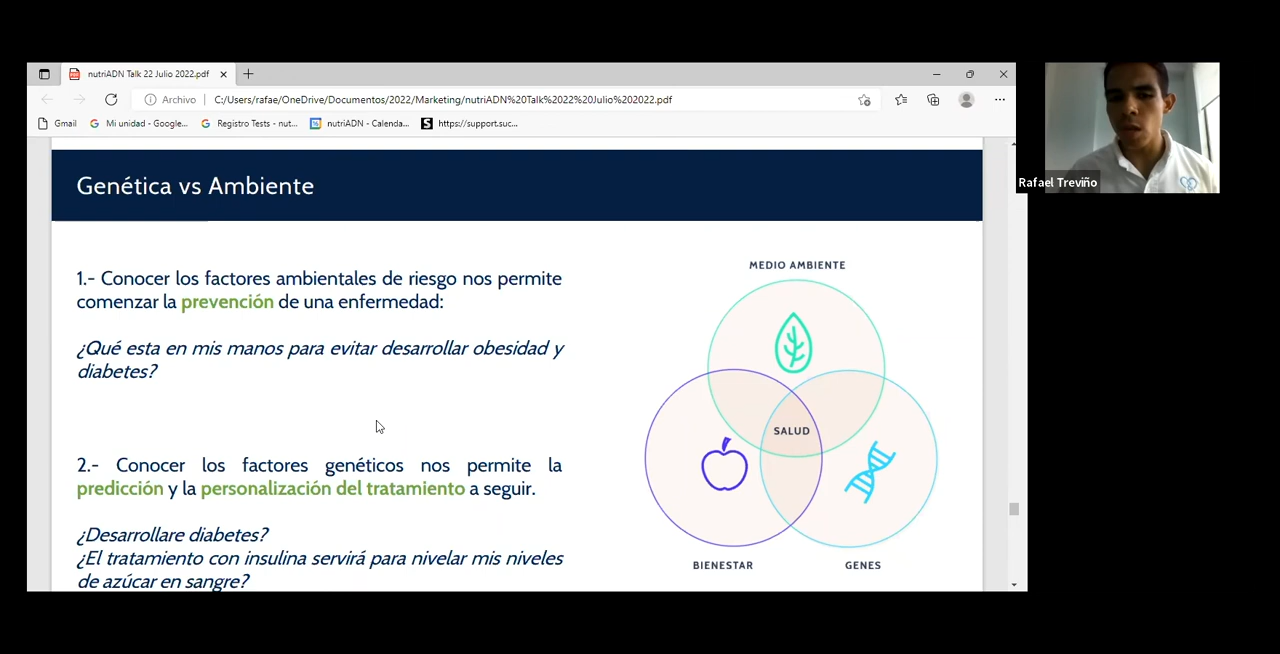 nutriADN Talk 22 Julio 2022.pdf
Archivo
C:/Users/rafae/OneDrive/Documentos/2022/Marketing/nutriADN%20Talk%2022%20Julio%202022.pdf
Gmail
Mi unidad - Google...
Registro Tests - nut...
nutriADN - Calenda...
https://support.suc...
Rafael Treviño
Genética vs Ambiente
1.- Conocer los factores ambientales de riesgo nos permite
comenzar la prevención de una enfermedad:
¿Qué esta en mis manos para evitar desarrollar obesidad y
diabetes?
2.- Conocer los factores genéticos nos permite la
predicción y la personalización del tratamiento a seguir.
¿Desarrollare diabetes?
¿El tratamiento con insulina servirá para nivelar mis niveles
de azúcar en sangre?
MEDIO AMBIENTE
SALUD
BIENESTAR
GENES